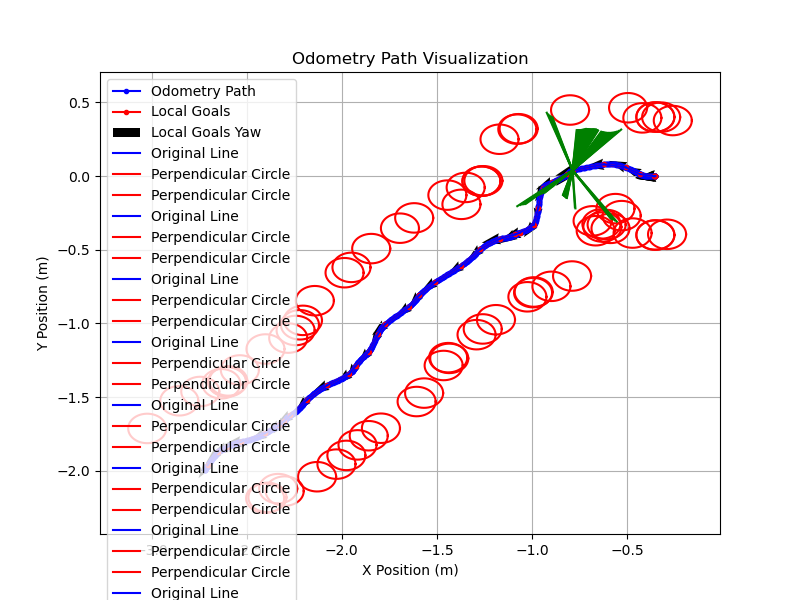 Odometry Path Visualization
Odometry Path
Local Goals
Local Goals Yaw
Original Line
Perpendicular Circle
Perpendicular Circle
Original Line
Perpendicular Circle
Perpendicular Circle
Original Line
Perpendicular Circle
Perpendicular Circle
Original Line
Perpendicular Circle
Perpendicular Circle
Original Line
Perpendicular Circle
Perpendicular Circle
Original Line
Perpendicular Circle
Perpendicular Circle
Original Line
Perpendicular Circle
Perpendicular Circle
Original Line
0.5
0.0
−0.5
−1.0
−1.5
−2.0
Y Position (m)
−2.0 −1.5 −1.0 −0.5
X Position (m)